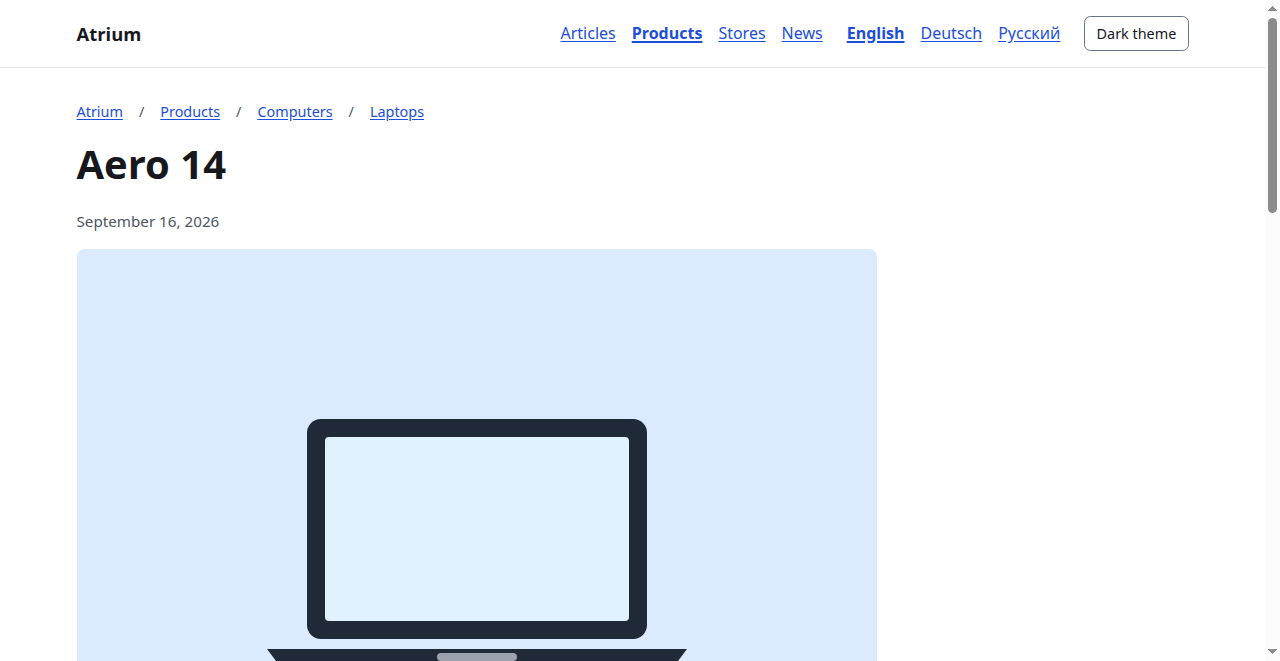 Atrium
Articles Products Stores News English Deutsch Русский Dark theme
Atrium / Products / Computers / Laptops
Aero 14
September 16, 2026